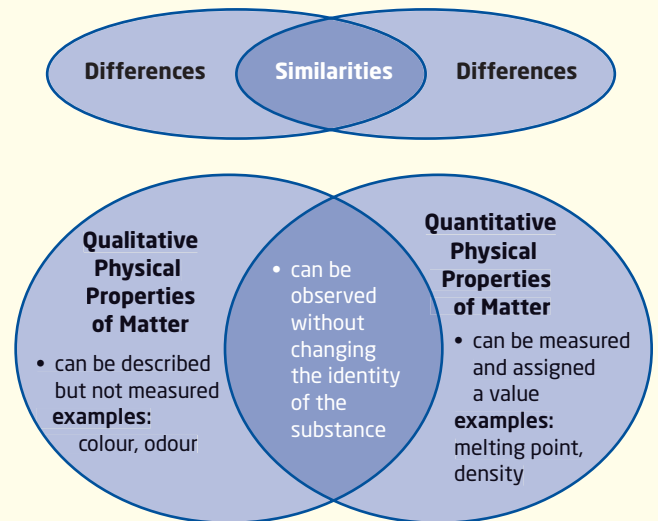 Differences
Similarities
Differences
Qualitative
Physical
Properties
of Matter
• can be described
but not measured
examples:
colour, odour
• can be
observed
without
changing
the identity
of the
substance
Quantitative
Physical
Properties
of Matter
• can be measured
and assigned
a value
examples:
melting point,
density